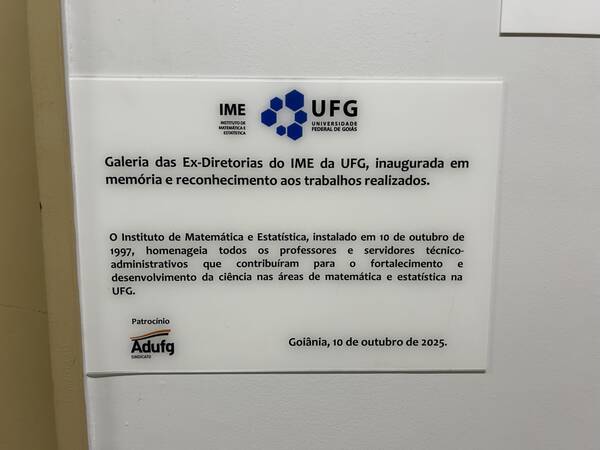 IME
INSTITUTO DE
MATEMÁTICA E
ESTATÍSTICA
UFG
UNIVERSIDADE
FEDERAL DE GOIÁS
Galeria das Ex-Diretorias do IME da UFG, inaugurada em
memória e reconhecimento aos trabalhos realizados.
O Instituto de Matemática e Estatística, instalado em 10 de outubro de
1997, homenageia todos os professores e servidores técnico-
administrativos que contribuíram para o fortalecimento e
desenvolvimento da ciência nas áreas de matemática e estatística na
UFG.
Patrocínio
Adufg
SINDICATO
Goiânia, 10 de outubro de 2025.